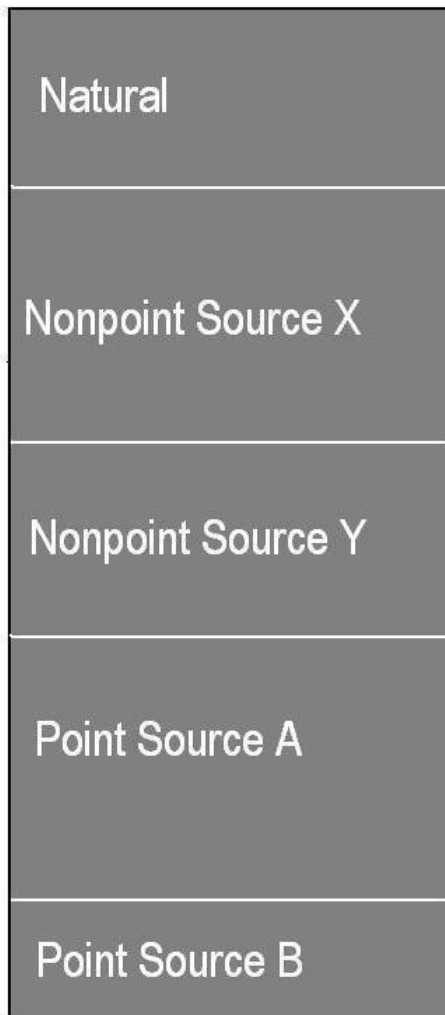 Natural
Nonpoint Source X
Nonpoint Source Y
Point Source A
Point Source B